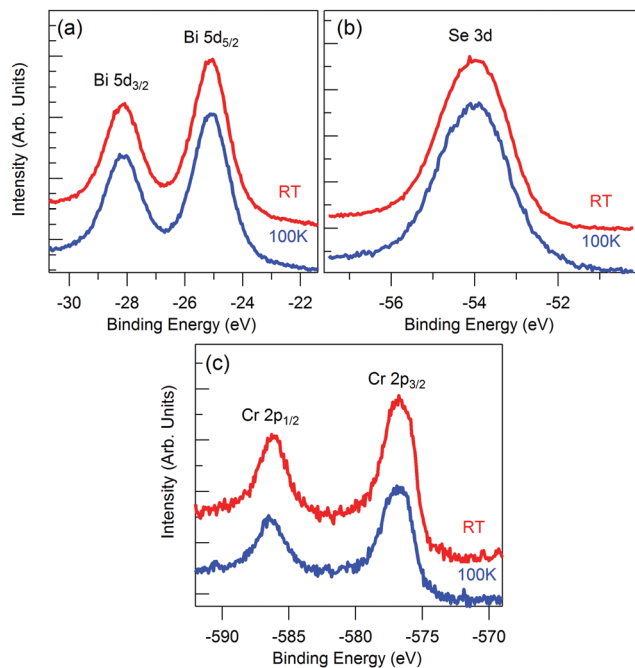 (a)
Bi 5d5/2
Bi 5d3/2
RT
100K
Intensity (Arb. Units)
-30 -28 -26 -24 -22
Binding Energy (eV)
(b)
Se 3d
RT
100K
-56 -54 -52
Binding Energy (eV)
(c)
Cr 2p3/2
Cr 2p1/2
RT
100K
Intensity (Arb. Units)
-590 -585 -580 -575 -570
Binding Energy (eV)